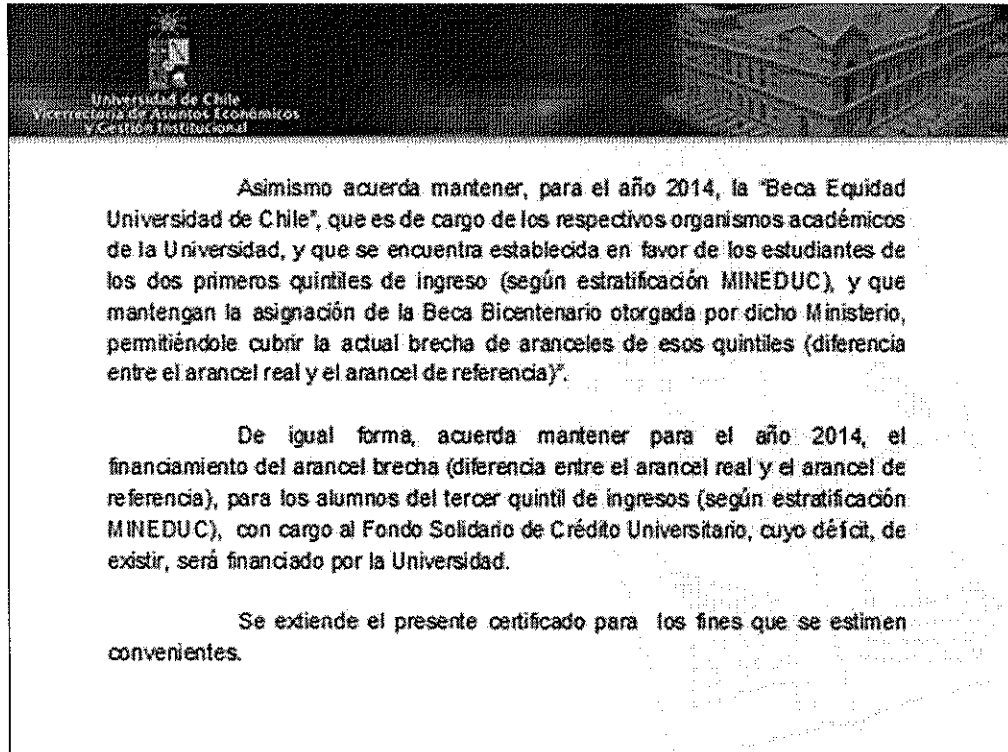 Universidad de Chile
Vicerrectoría de Asuntos Económicos
y Gestión Institucional
Asimismo acuerda mantener, para el año 2014, la "Beca Equidad
Universidad de Chile", que es de cargo de los respectivos organismos académicos
de la Universidad, y que se encuentra establecida en favor de los estudiantes de
los dos primeros quintiles de ingreso (según estratificación MINEDUC), y que
mantengan la asignación de la Beca Bicentenario otorgada por dicho Ministerio,
permitiéndole cubrir la actual brecha de aranceles de esos quintiles (diferencia
entre el arancel real y el arancel de referencia)".
De igual forma, acuerda mantener para el año 2014, el
financiamiento del arancel brecha (diferencia entre el arancel real y el arancel de
referencia), para los alumnos del tercer quintil de ingresos (según estratificación
MINEDUC), con cargo al Fondo Solidario de Crédito Universitario, cuyo déficit, de
existir, será financiado por la Universidad.
Se extiende el presente certificado para los fines que se estimen
convenientes.